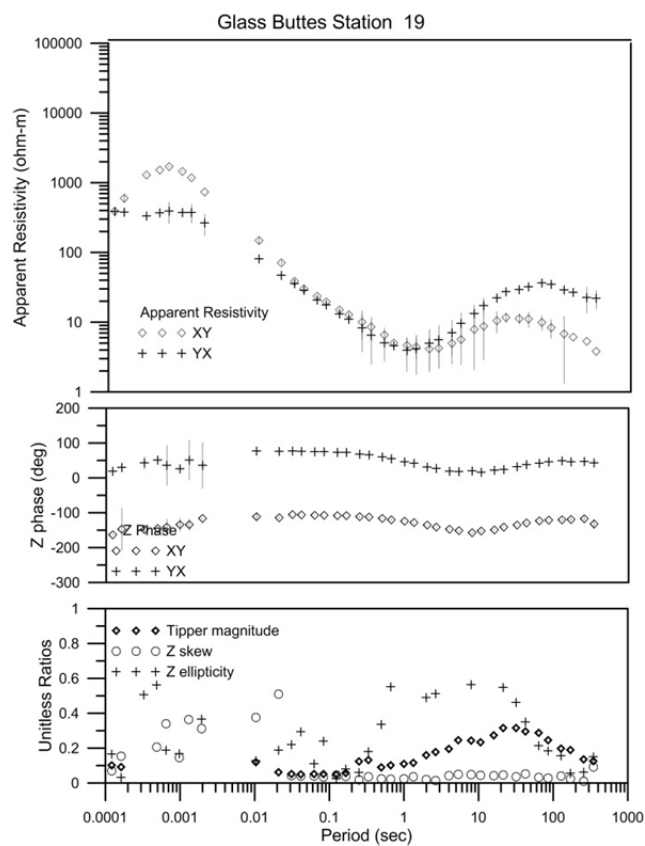 Glass Buttes Station 19
100000
10000
1000
100
10
1
Apparent Resistivity (ohm-m)
Apparent Resistivity
XY
YX
200
100
0
-100
-200
-300
Z phase (deg)
Z Phase
XY
YX
1
0.8
0.6
0.4
0.2
0
Unitless Ratios
Tipper magnitude
Z skew
Z ellipticity
0.0001 0.001 0.01 0.1 1 10 100 1000
Period (sec)